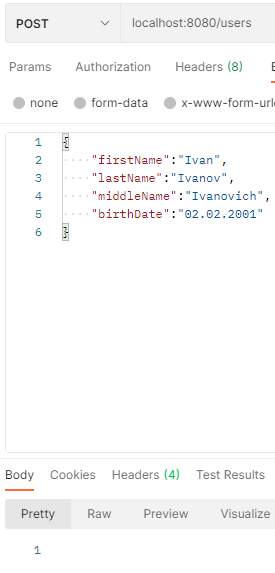 POST localhost:8080/users
Params Authorization Headers (8)
none form-data x-www-form-url
1 {
2 "firstName":"Ivan",
3 "lastName":"Ivanov",
4 "middleName":"Ivanovich",
5 "birthDate":"02.02.2001"
6 }
Body Cookies Headers (4) Test Results
Pretty Raw Preview Visualize
1